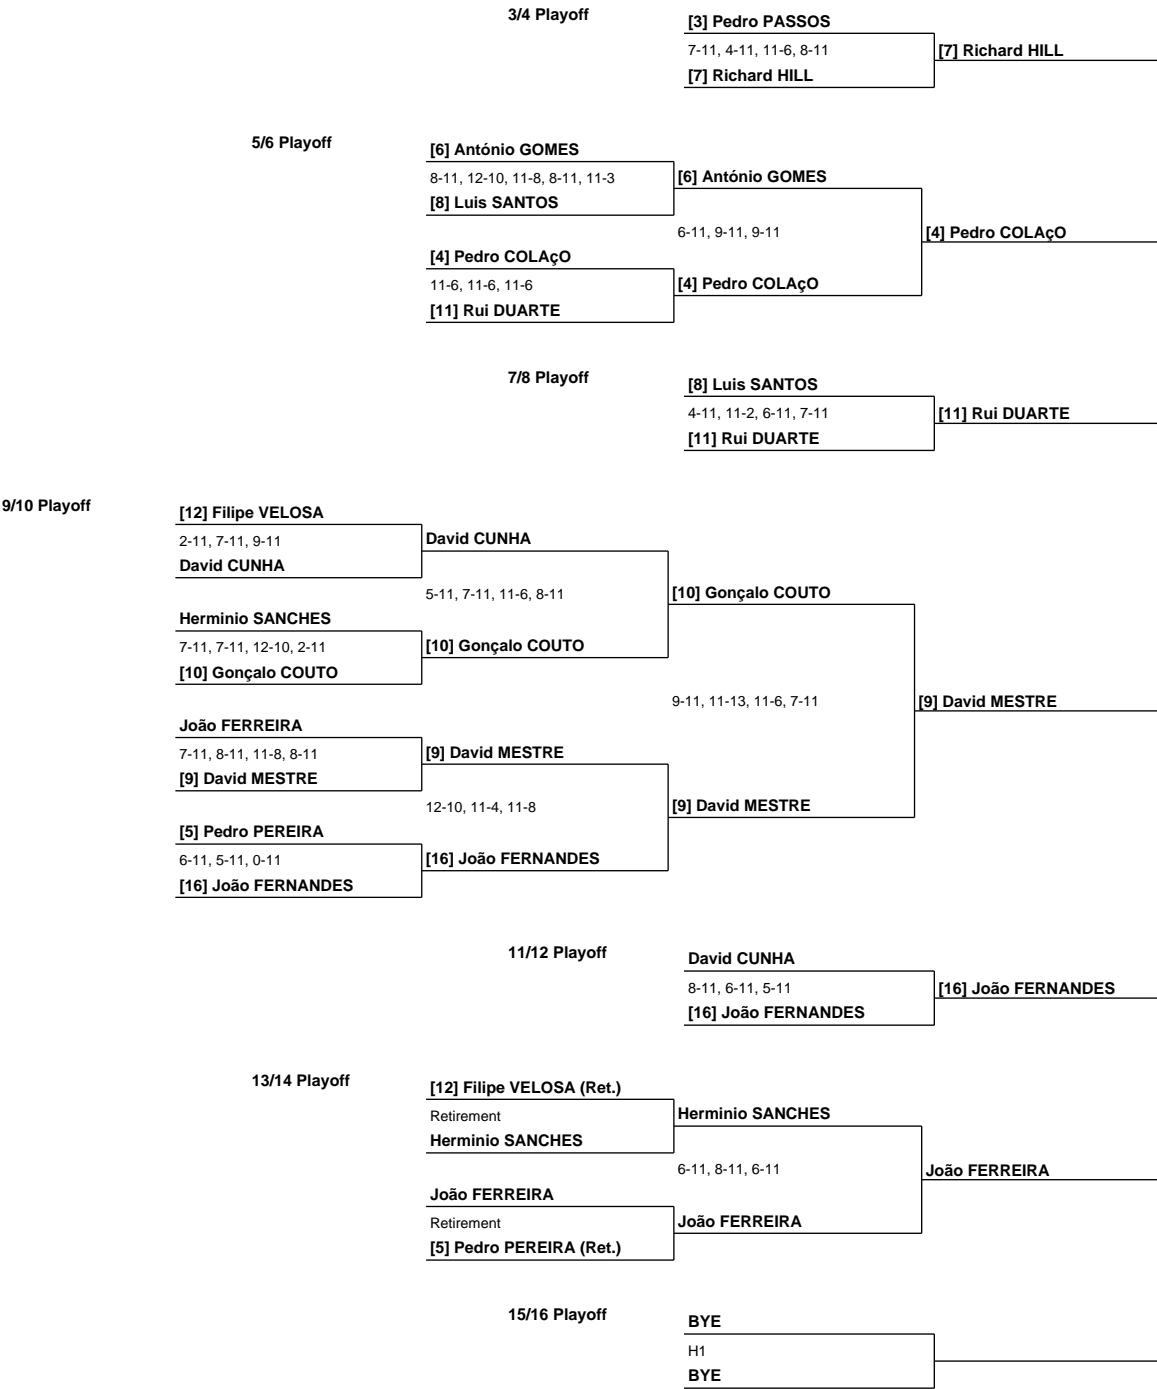 3/4 Playoff
[3] Pedro PASSOS
7-11, 4-11, 11-6, 8-11
[7] Richard HILL
[7] Richard HILL
5/6 Playoff
[6] António GOMES
8-11, 12-10, 11-8, 8-11, 11-3
[6] António GOMES
[8] Luis SANTOS
6-11, 9-11, 9-11
[4] Pedro COLAçO
[4] Pedro COLAçO
11-6, 11-6, 11-6
[4] Pedro COLAçO
[11] Rui DUARTE
7/8 Playoff
[8] Luis SANTOS
4-11, 11-2, 6-11, 7-11
[11] Rui DUARTE
[11] Rui DUARTE
9/10 Playoff
[12] Filipe VELOSA
2-11, 7-11, 9-11
David CUNHA
David CUNHA
5-11, 7-11, 11-6, 8-11
[10] Gonçalo COUTO
Herminio SANCHES
7-11, 7-11, 12-10, 2-11
[10] Gonçalo COUTO
[10] Gonçalo COUTO
9-11, 11-13, 11-6, 7-11
[9] David MESTRE
João FERREIRA
7-11, 8-11, 11-8, 8-11
[9] David MESTRE
[9] David MESTRE
12-10, 11-4, 11-8
[9] David MESTRE
[5] Pedro PEREIRA
6-11, 5-11, 0-11
[16] João FERNANDES
[16] João FERNANDES
11/12 Playoff
David CUNHA
8-11, 6-11, 5-11
[16] João FERNANDES
[16] João FERNANDES
13/14 Playoff
[12] Filipe VELOSA (Ret.)
Retirement
Herminio SANCHES
Herminio SANCHES
6-11, 8-11, 6-11
João FERREIRA
João FERREIRA
Retirement
João FERREIRA
[5] Pedro PEREIRA (Ret.)
15/16 Playoff
BYE
H1
BYE